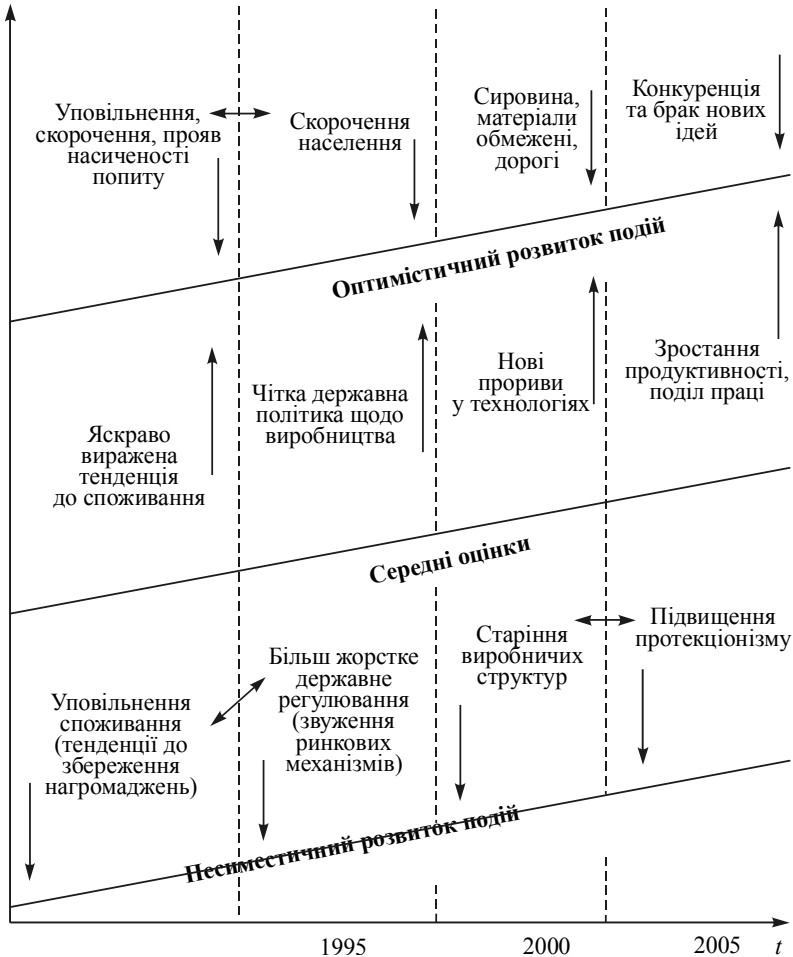 Уповільнення,
скорочення, прояв
насиченості
попиту
Скорочення
населення
Сировина,
матеріали
обмежені,
дорогі
Конкуренція
та брак нових
ідей
Оптимістичний розвиток подій
Яскраво
виражена
тенденція
до споживання
Чітка державна
політика щодо
виробництва
Нові
прориви
у технологіях
Зростання
продуктивності,
поділ праці
Середні оцінки
Уповільнення
споживання
(тенденції до
збереження
нагромаджень)
Більш жорстке
державне
регулювання
(звуження
ринкових
механізмів)
Старіння
виробничих
структур
Підвищення
протекціонізму
Песиместичний розвиток подій
1995 2000 2005 t